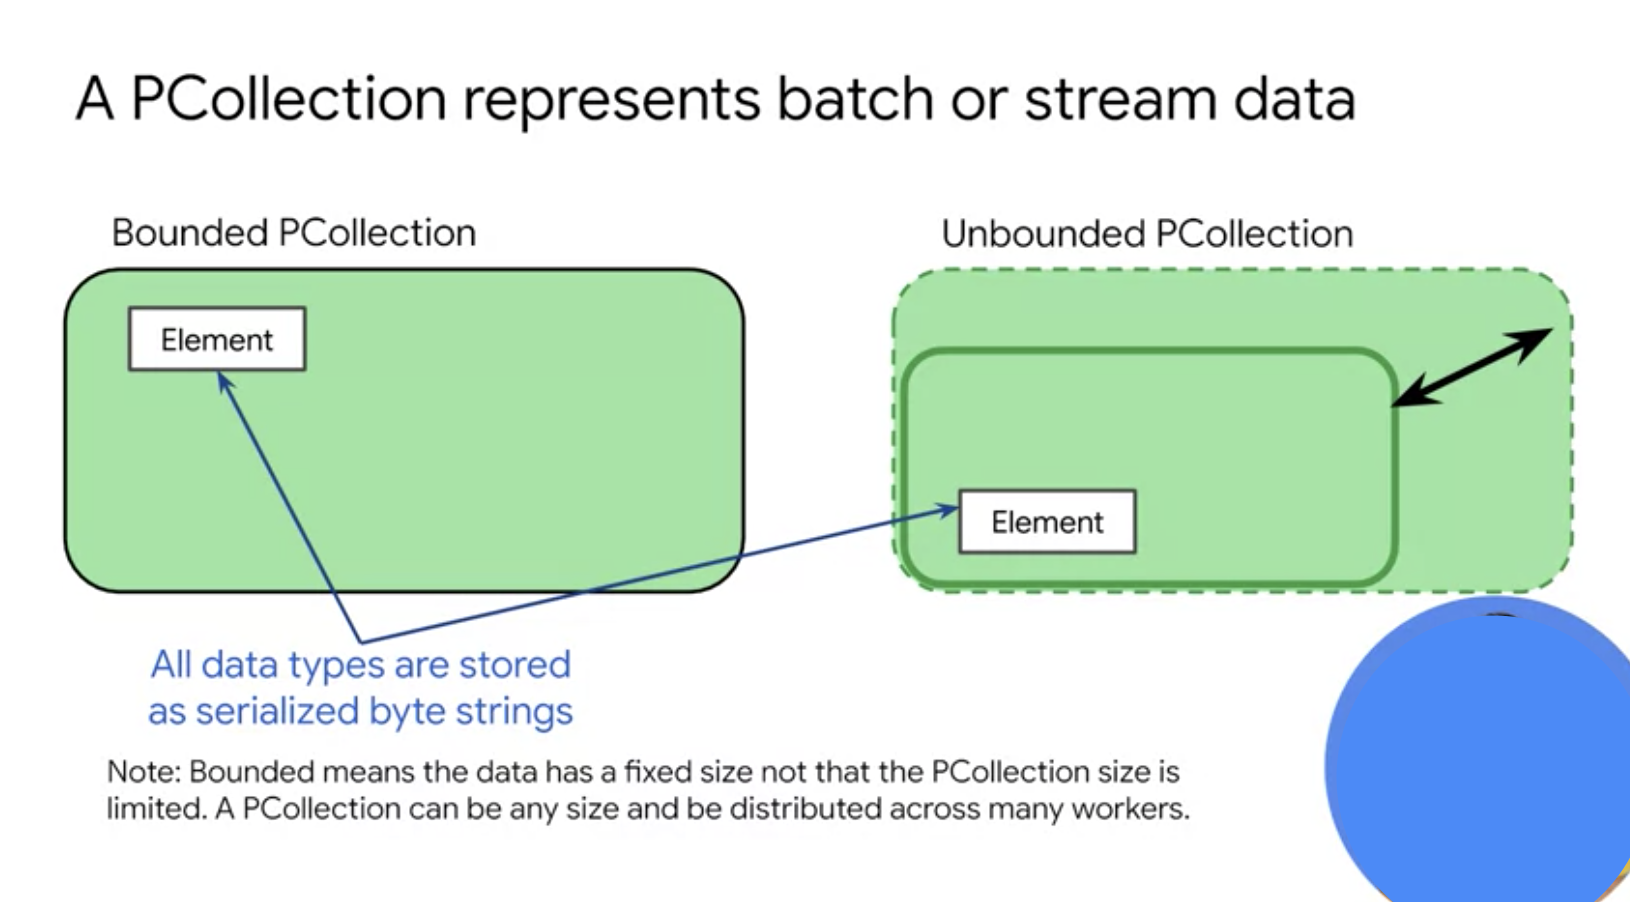 A PCollection represents batch or stream data
Bounded PCollection
Unbounded PCollection
Element
Element
All data types are stored
as serialized byte strings
Note: Bounded means the data has a fixed size not that the PCollection size is
limited. A PCollection can be any size and be distributed across many workers.